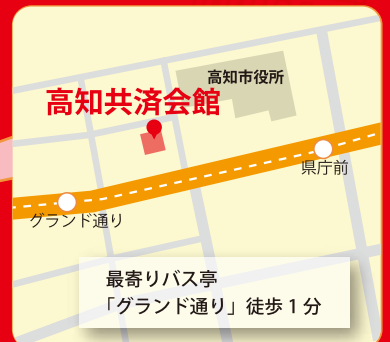 高知市役所
高知共済会館
県庁前
グランド通り
最寄りバス亭
「グランド通り」徒歩 1 分